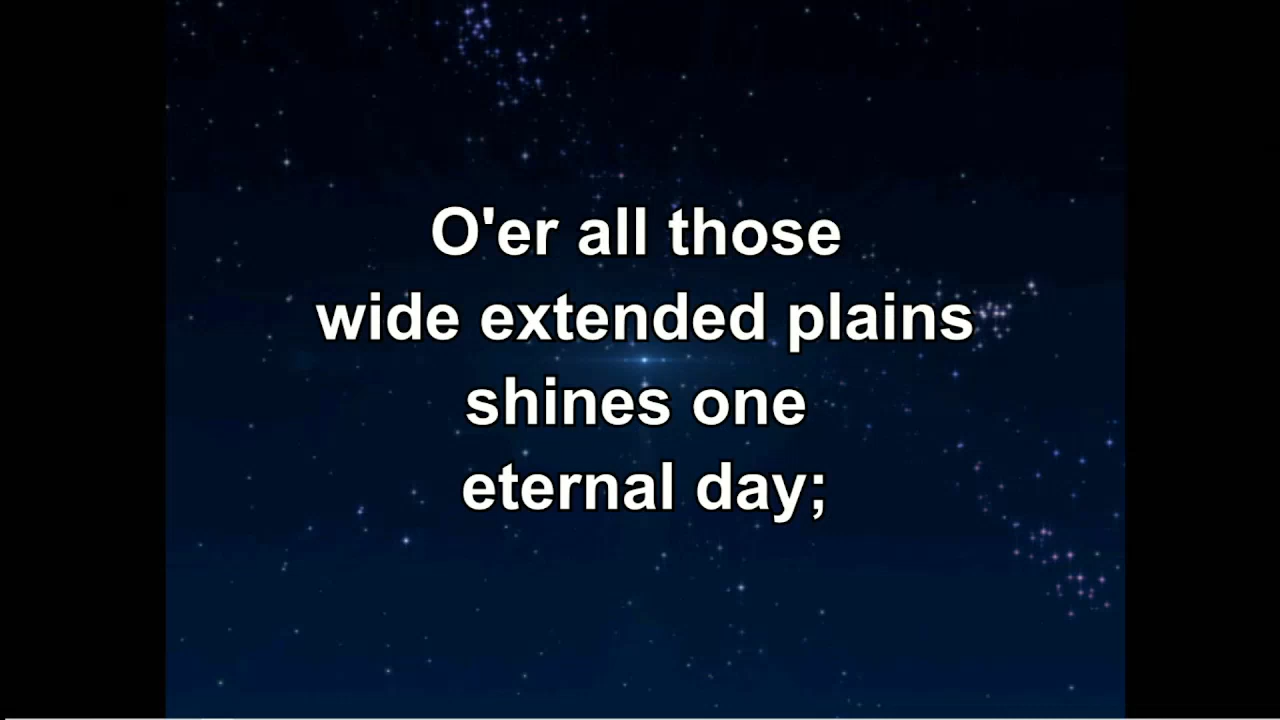 O'er all those
wide extended plains
shines one
eternal day;